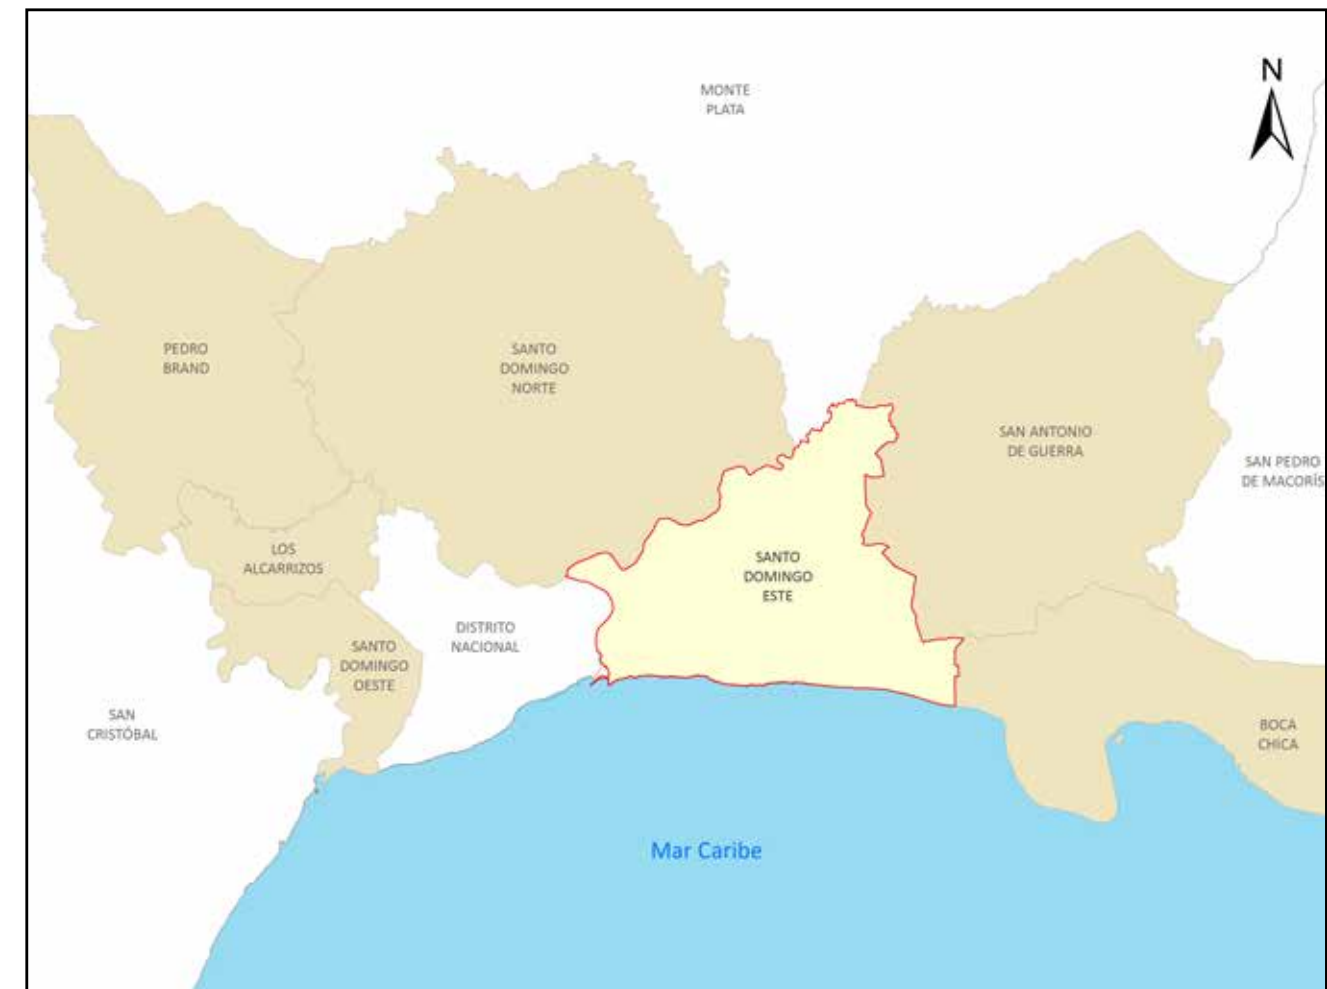 N
MONTE
PLATA
PEDRO
BRAND
SANTO
DOMINGO
NORTE
SAN ANTONIO
DE GUERRA
SAN PEDRO
DE MACORÍS
LOS
ALCARRIZOS
SANTO
DOMINGO
ESTE
DISTRITO
NACIONAL
SANTO
DOMINGO
OESTE
SAN
CRISTÓBAL
BOCA
CHICA
Mar Caribe